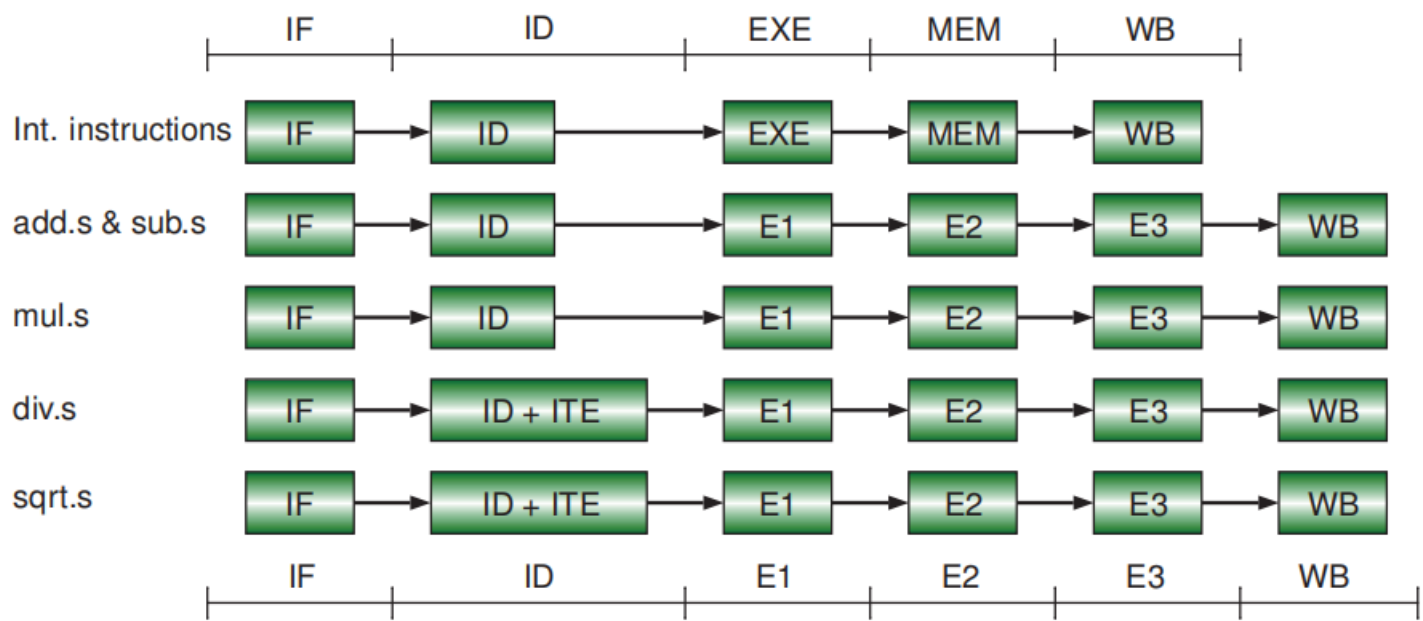 IF ID EXE MEM WB
Int. instructions IF ID EXE MEM WB
add.s & sub.s IF ID E1 E2 E3 WB
mul.s IF ID E1 E2 E3 WB
div.s IF ID + ITE E1 E2 E3 WB
sqrt.s IF ID + ITE E1 E2 E3 WB
IF ID E1 E2 E3 WB